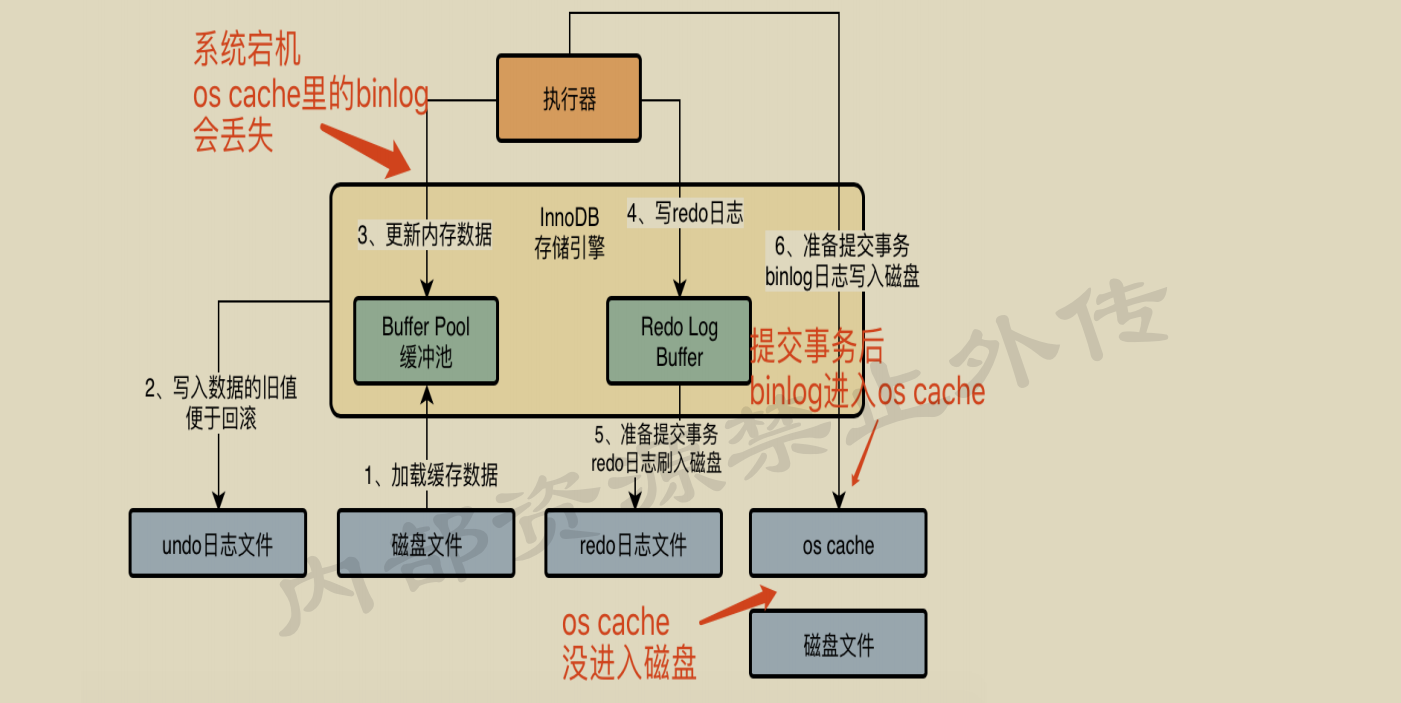 系统宕机
os cache里的binlog
会丢失
执行器
3、更新内存数据
InnoDB
存储引擎
4、写redo日志
6、准备提交事务
binlog日志写入磁盘
Buffer Pool
缓冲池
Redo Log
Buffer
提交事务后
binlog进入os cache
2、写入数据的旧值
便于回滚
1、加载缓存数据
5、准备提交事务
redo日志刷入磁盘
undo日志文件
磁盘文件
redo日志文件
os cache
os cache
没进入磁盘
磁盘文件
内部资源禁止外传